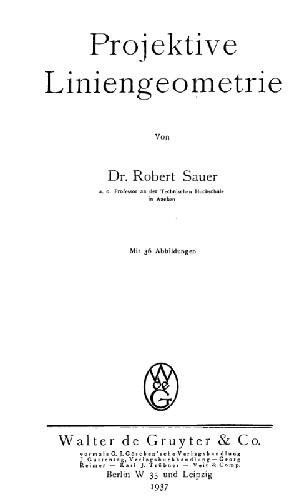 Projektive
Liniengeometrie
Von
Dr. Robert Sauer
a. o. Professor an der Technischen Hochschule
in Aachen
Mit 36 Abbildungen
W de G
Walter de Gruyter & Co.
vormals G. J. Göschen'sche Verlagshandlung
J. Guttentag, Verlagsbuchhandlung — Georg
Reimer — Karl J. Trübner — Veit & Comp.
Berlin W 35 und Leipzig
1937